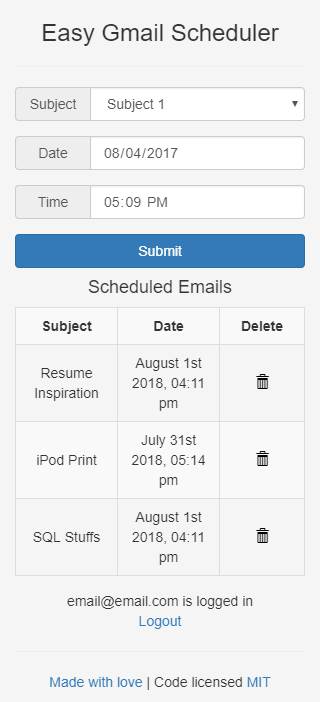 Easy Gmail Scheduler
Subject Subject 1
Date 08/04/2017
Time 05:09 PM
Submit
Scheduled Emails
Subject Date Delete
Resume
Inspiration
August 1st
2018, 04:11
pm
iPod Print
July 31st
2018, 05:14
pm
SQL Stuffs
August 1st
2018, 04:11
pm
email@email.com is logged in
Logout
Made with love | Code licensed MIT